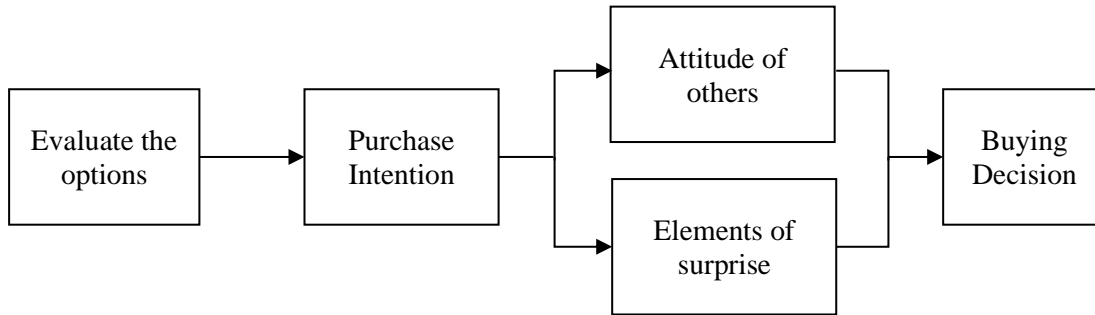 Evaluate the
options
Purchase
Intention
Attitude of
others
Elements of
surprise
Buying
Decision